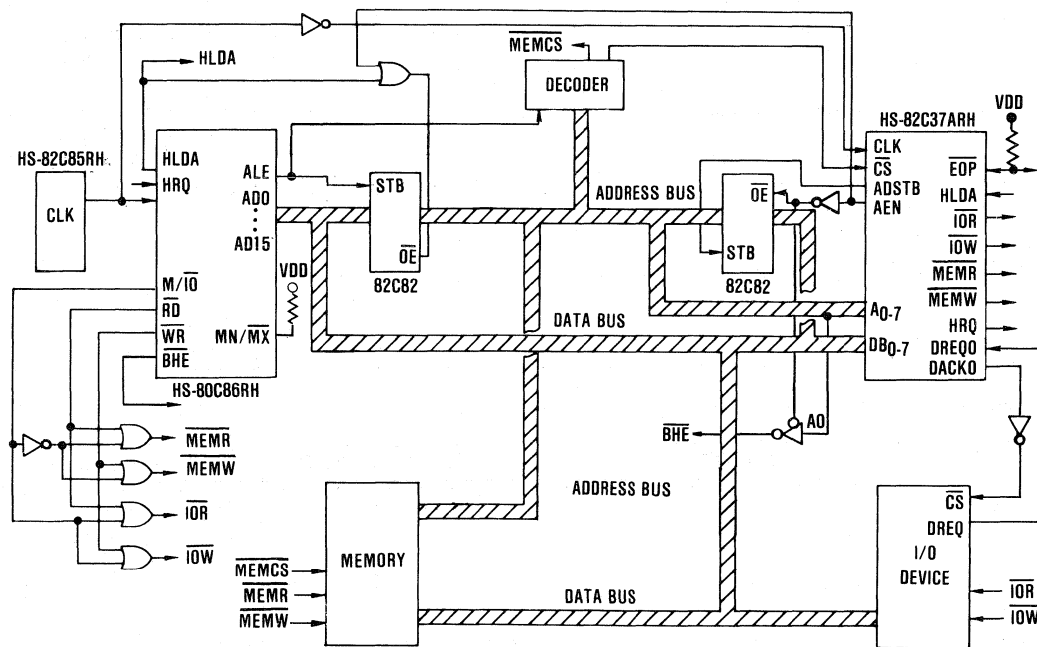 HLDA
MEMCS
DECODER
VDD
HS-82C37ARH
HS-82C85RH
CLK
HLDA
HRQ
ALE
AD0
AD15
M/IO
RD
WR
BHE
MN/MX
VDD
HS-80C86RH
STB
OE
82C82
ADDRESS BUS
OE
STB
82C82
CLK
CS
ADSTB
AEN
A0-7
DB0-7
EOP
HLDA
IOR
IOW
MEMR
MEMW
HRQ
DREQ0
DACK0
DATA BUS
MEMR
MEMW
IOR
IOW
BHE
A0
ADDRESS BUS
MEMORY
MEMCS
MEMR
MEMW
DATA BUS
CS
DREQ
I/O
DEVICE
IOR
IOW